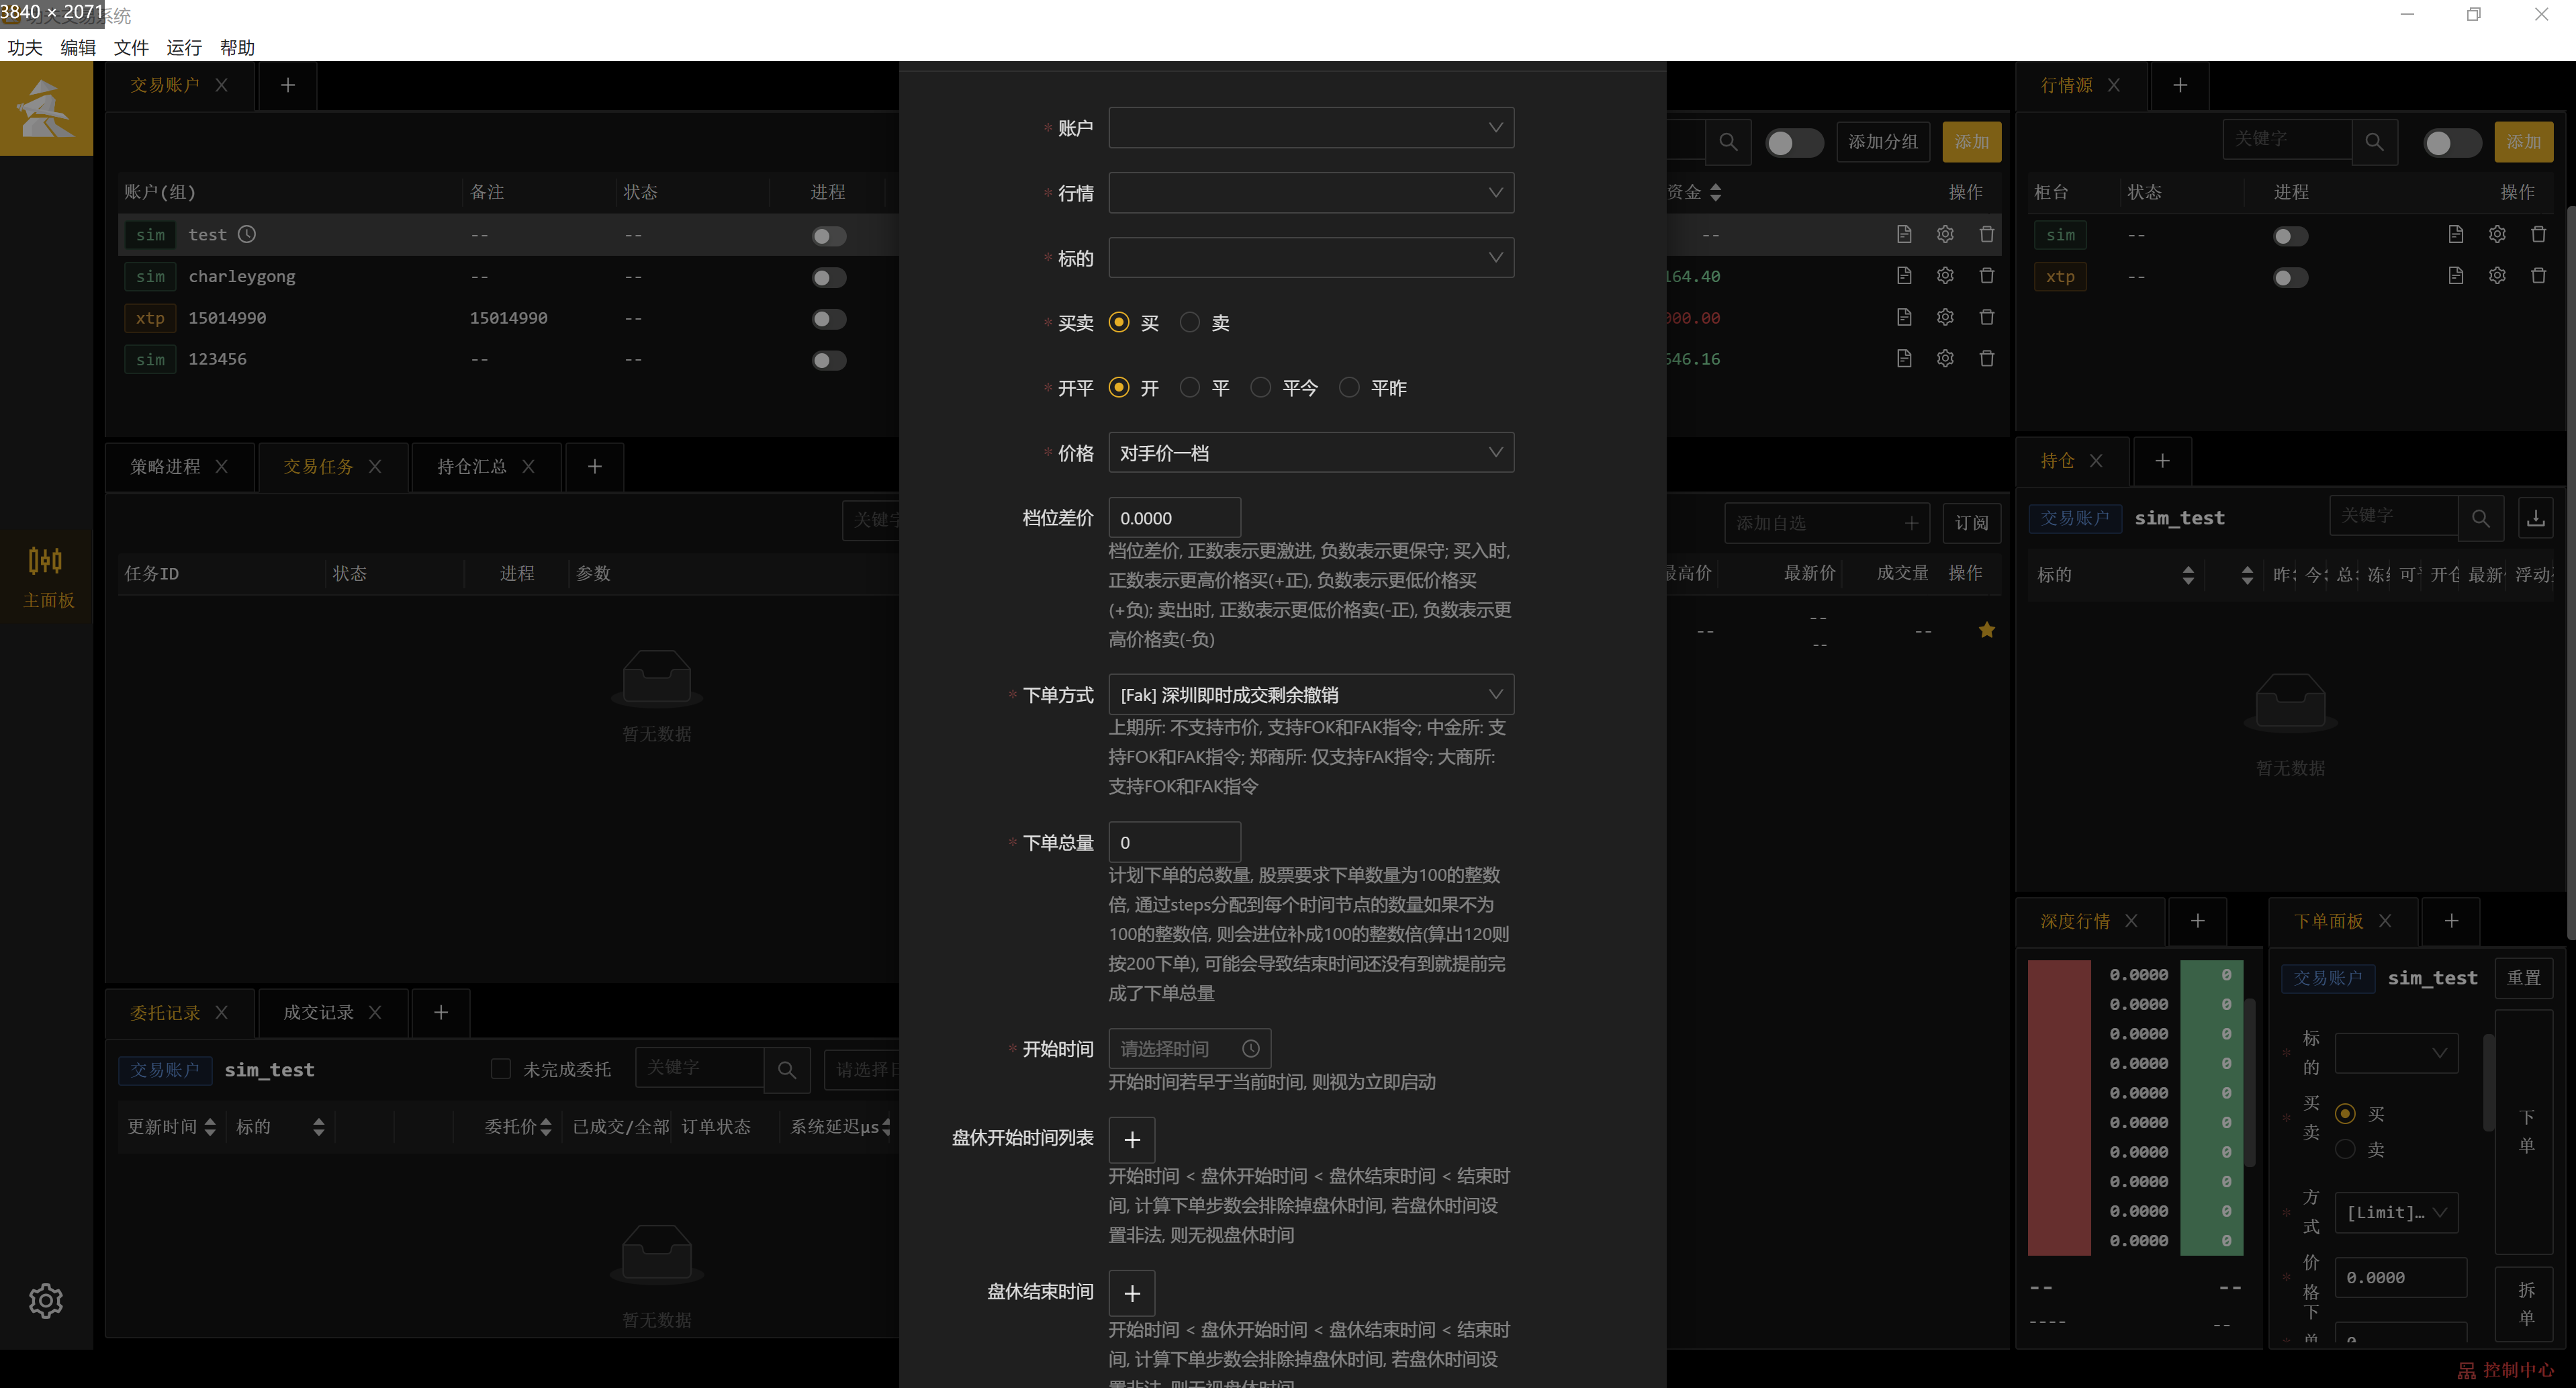 3840 × 2071
系统
功夫 编辑 文件 运行 帮助
交易账户
账户(组) 备注 状态 进程
sim test -- --
sim charleygong -- --
xtp 15014990 15014990 --
sim 123456 -- --
策略进程 交易任务 持仓汇总
关键字
任务ID 状态 进程 参数
暂无数据
主面板
委托记录 成交记录
交易账户 sim_test 未完成委托 关键字 请选择日
更新时间 标的 委托价 已成交/全部 订单状态 系统延迟μs
暂无数据
* 账户
* 行情
* 标的
* 买卖 买 卖
* 开平 开 平 平今 平昨
* 价格 对手价一档
档位差价 0.0000
档位差价, 正数表示更激进, 负数表示更保守; 买入时,
正数表示更高价格买(+正), 负数表示更低价格买
(+负); 卖出时, 正数表示更低价格卖(-正), 负数表示更
高价格卖(-负)
* 下单方式 [Fak] 深圳即时成交剩余撤销
上期所: 不支持市价, 支持FOK和FAK指令; 中金所: 支
持FOK和FAK指令; 郑商所: 仅支持FAK指令; 大商所:
支持FOK和FAK指令
* 下单总量 0
计划下单的总数量, 股票要求下单数量为100的整数
倍, 通过steps分配到每个时间节点的数量如果不为
100的整数倍, 则会进位补成100的整数倍(算出120则
按200下单), 可能会导致结束时间还没有到就提前完
成了下单总量
* 开始时间 请选择时间
开始时间若早于当前时间, 则视为立即启动
盘休开始时间列表 +
开始时间 < 盘休开始时间 < 盘休结束时间 < 结束时
间, 计算下单步数会排除掉盘休时间, 若盘休时间设
置非法, 则无视盘休时间
盘休结束时间 +
开始时间 < 盘休开始时间 < 盘休结束时间 < 结束时
间, 计算下单步数会排除掉盘休时间, 若盘休时间设
置非法, 则无视盘休时间
添加分组 添加
资金 操作
--
164.40
000.00
646.16
添加自选 + 订阅
最高价 最新价 成交量 操作
-- -- -- --
行情源
关键字 添加
柜台 状态 进程 操作
sim --
xtp --
持仓
交易账户 sim_test 关键字
标的 昨 今 总 冻 可 开仓 最新 浮动
暂无数据
深度行情
0.0000 0
0.0000 0
0.0000 0
0.0000 0
0.0000 0
0.0000 0
0.0000 0
0.0000 0
0.0000 0
0.0000 0
-- --
---- --
下单面板
交易账户 sim_test 重置
* 标的
* 买卖 买
卖
* 方式 [Limit]...
* 价格 0.0000
* 下单 0
下单
拆单
控制中心